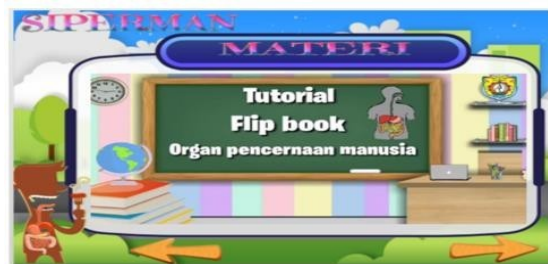 SIPERMAN
MATERI
Tutorial
Flip book
Organ pencernaan manusia